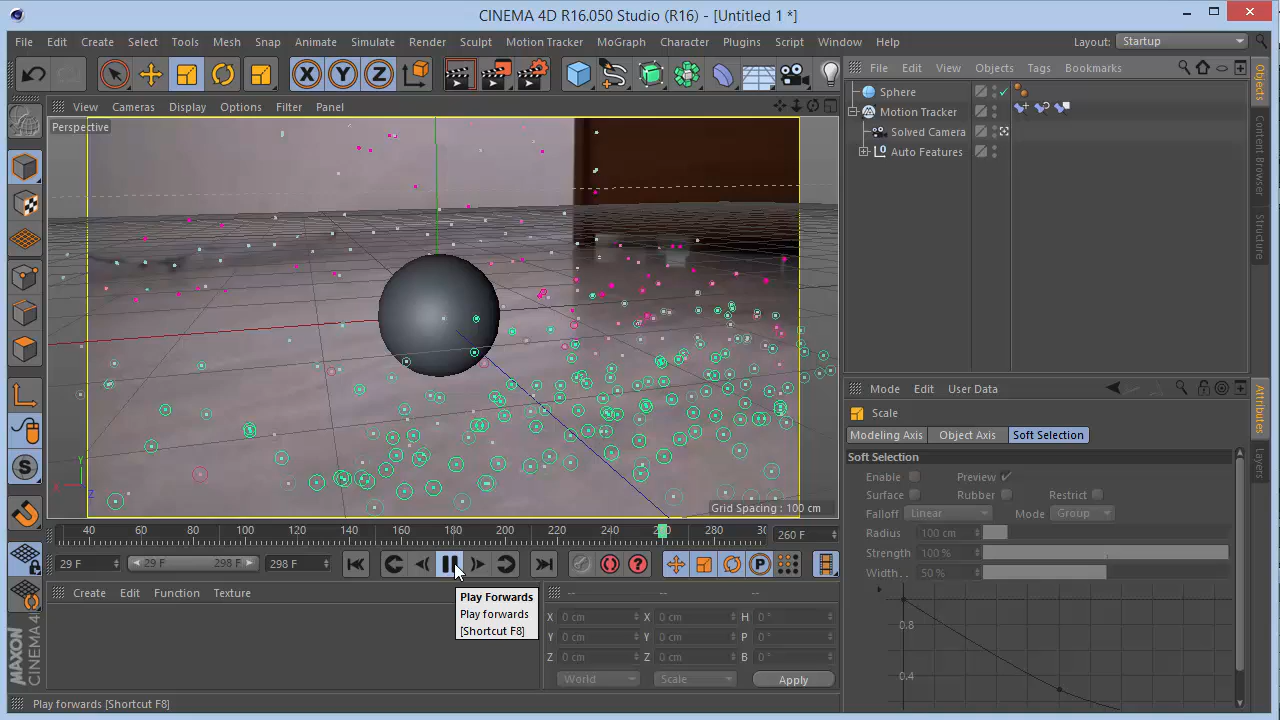 CINEMA 4D R16.050 Studio (R16) - [Untitled 1 *]
File Edit Create Select Tools Mesh Snap Animate Simulate Render Sculpt Motion Tracker MoGraph Character Plugins Script Window Help Layout: Startup
X Y Z
File Edit View Objects Tags Bookmarks
View Cameras Display Options Filter Panel
Perspective
Sphere
Motion Tracker
Solved Camera
Auto Features
Objects
Content Browser
Structure
Y
X
Z
Grid Spacing : 100 cm
40 60 80 100 120 140 160 180 200 220 240 260 280 30
260 F
29 F 29 F 298 F 298 F
Play Forwards
Play forwards
[Shortcut F8]
Create Edit Function Texture
-- -- --
X 0 cm X 0 cm H 0 °
Y 0 cm Y 0 cm P 0 °
Z 0 cm Z 0 cm B 0 °
World Scale Apply
Mode Edit User Data
Scale
Modeling Axis Object Axis Soft Selection
Soft Selection
Enable Preview
Surface Rubber Restrict
Falloff Linear Mode Group
Radius 100 cm
Strength 100 %
Width.. 50 %
0.8
0.4
Attributes
Layers
MAXON
CINEMA 4D
Play forwards [Shortcut F8]